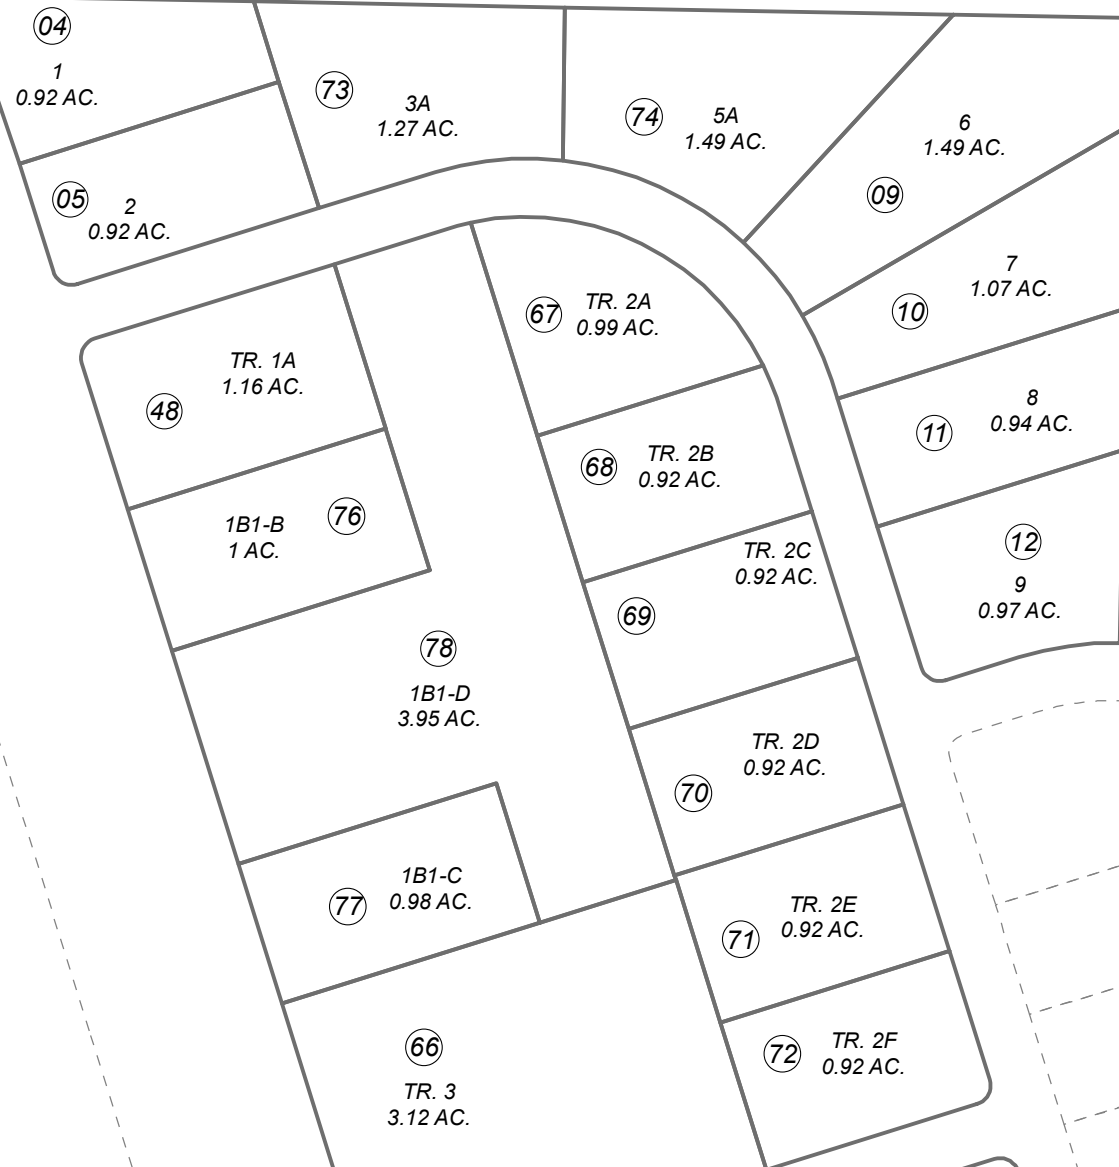 04
1
0.92 AC.
05
2
0.92 AC.
73
3A
1.27 AC.
74
5A
1.49 AC.
6
1.49 AC.
09
7
1.07 AC.
10
8
0.94 AC.
11
12
9
0.97 AC.
67
TR. 2A
0.99 AC.
TR. 1A
1.16 AC.
48
68
TR. 2B
0.92 AC.
1B1-B
1 AC.
76
TR. 2C
0.92 AC.
69
78
1B1-D
3.95 AC.
TR. 2D
0.92 AC.
70
1B1-C
0.98 AC.
77
TR. 2E
0.92 AC.
71
66
TR. 3
3.12 AC.
72
TR. 2F
0.92 AC.